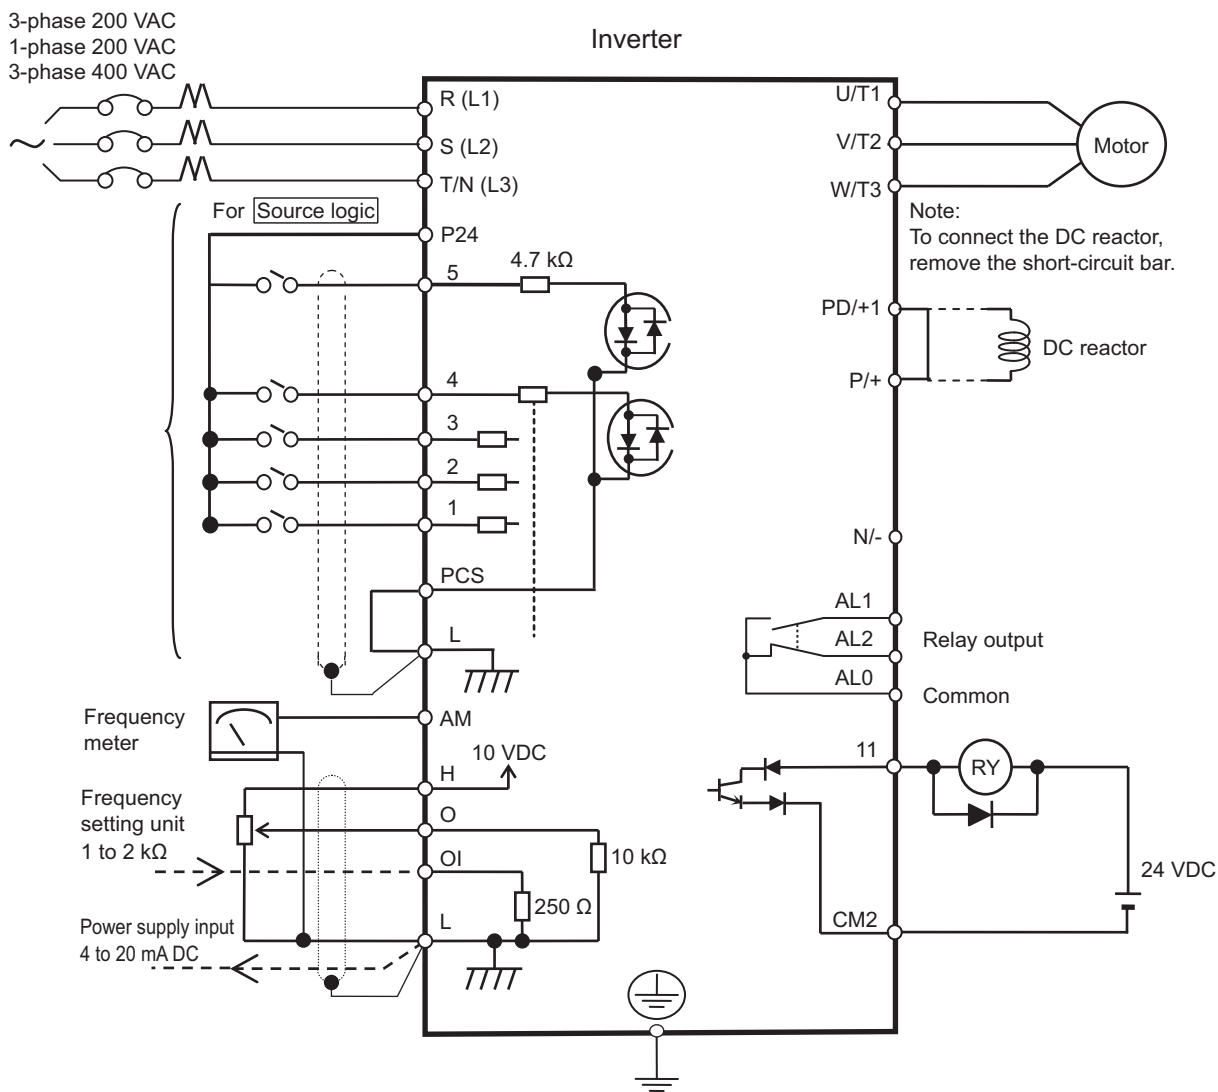 3-phase 200 VAC
1-phase 200 VAC
3-phase 400 VAC
Inverter
R (L1)
S (L2)
T/N (L3)
U/T1
V/T2
W/T3
Motor
For Source logic
P24
5
4.7 kΩ
4
3
2
1
PCS
L
Note:
To connect the DC reactor,
remove the short-circuit bar.
PD/+1
P/+
DC reactor
N/-
AL1
AL2
AL0
Relay output
Common
Frequency
meter
AM
10 VDC
H
Frequency
setting unit
1 to 2 kΩ
O
OI
10 kΩ
250 Ω
Power supply input
4 to 20 mA DC
L
11
RY
24 VDC
CM2